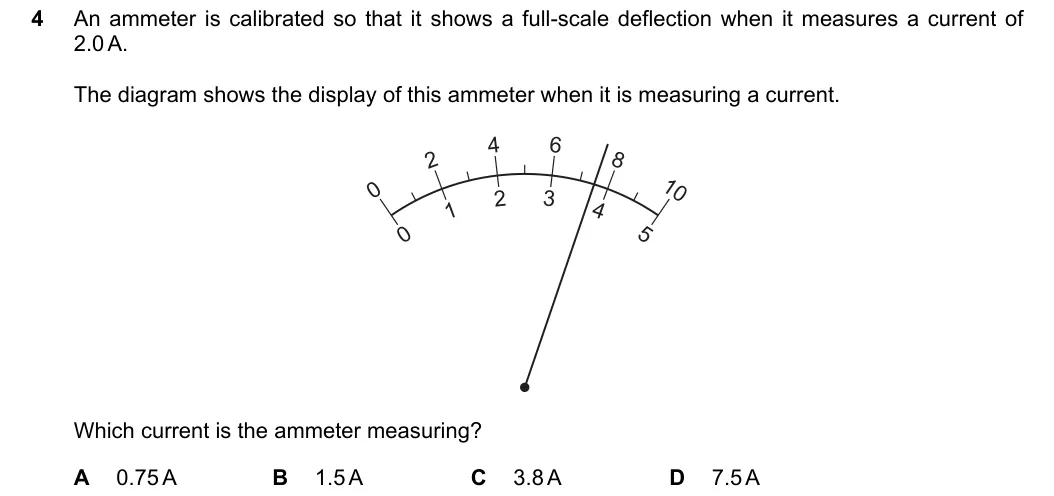 4 An ammeter is calibrated so that it shows a full-scale deflection when it measures a current of
2.0 A.
The diagram shows the display of this ammeter when it is measuring a current.
0 2 4 6 8 10
0 1 2 3 4 5
Which current is the ammeter measuring?
A 0.75 A B 1.5 A C 3.8 A D 7.5 A